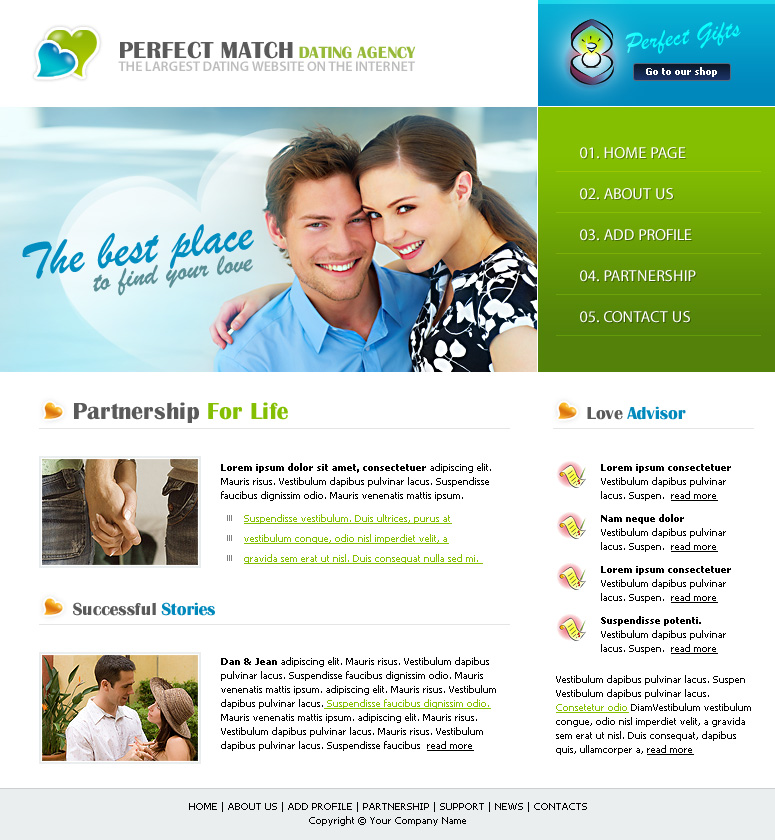 PERFECT MATCH DATING AGENCY
THE LARGEST DATING WEBSITE ON THE INTERNET
Perfect Gifts
Go to our shop
The best place
to find your love
01. HOME PAGE
02. ABOUT US
03. ADD PROFILE
04. PARTNERSHIP
05. CONTACT US
Partnership For Life
Lorem ipsum dolor sit amet, consectetuer adipiscing elit.
Mauris risus. Vestibulum dapibus pulvinar lacus. Suspendisse
faucibus dignissim odio. Mauris venenatis mattis ipsum.
Suspendisse vestibulum. Duis ultrices, purus at
vestibulum congue, odio nisl imperdiet velit, a
gravida sem erat ut nisl. Duis consequat nulla sed mi.
Successful Stories
Dan & Jean adipiscing elit. Mauris risus. Vestibulum dapibus
pulvinar lacus. Suspendisse faucibus dignissim odio. Mauris
venenatis mattis ipsum. adipiscing elit. Mauris risus. Vestibulum
dapibus pulvinar lacus. Suspendisse faucibus dignissim odio.
Mauris venenatis mattis ipsum. adipiscing elit. Mauris risus.
Vestibulum dapibus pulvinar lacus. Mauris risus. Vestibulum
dapibus pulvinar lacus. Suspendisse faucibus read more
Love Advisor
Lorem ipsum consectetuer
Vestibulum dapibus pulvinar
lacus. Suspen. read more
Nam neque dolor
Vestibulum dapibus pulvinar
lacus. Suspen. read more
Lorem ipsum consectetuer
Vestibulum dapibus pulvinar
lacus. Suspen. read more
Suspendisse potenti.
Vestibulum dapibus pulvinar
lacus. Suspen. read more
Vestibulum dapibus pulvinar lacus. Suspen
Vestibulum dapibus pulvinar lacus.
Consetetur odio DiamVestibulum vestibulum
congue, odio nisl imperdiet velit, a gravida
sem erat ut nisl. Duis consequat, dapibus
quis, ullamcorper a, read more
HOME | ABOUT US | ADD PROFILE | PARTNERSHIP | SUPPORT | NEWS | CONTACTS
Copyright © Your Company Name